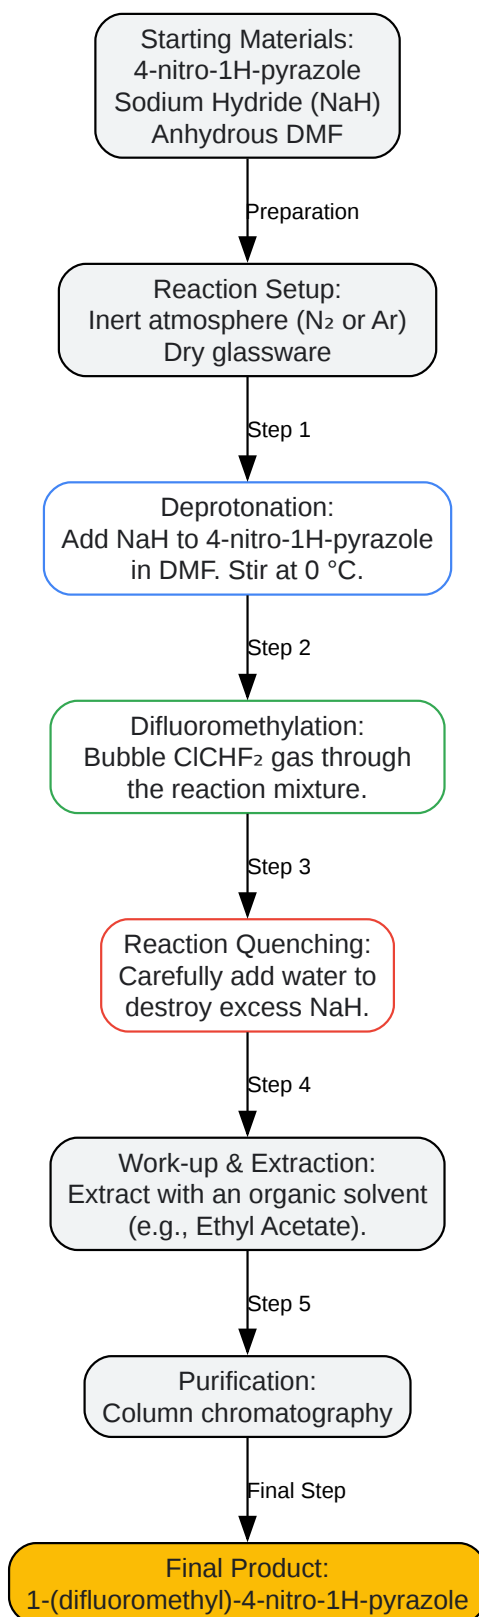 Starting Materials:
4-nitro-1H-pyrazole
Sodium Hydride (NaH)
Anhydrous DMF
Preparation
Reaction Setup:
Inert atmosphere (N₂ or Ar)
Dry glassware
Step 1
Deprotonation:
Add NaH to 4-nitro-1H-pyrazole
in DMF. Stir at 0 °C.
Step 2
Difluoromethylation:
Bubble ClCHF₂ gas through
the reaction mixture.
Step 3
Reaction Quenching:
Carefully add water to
destroy excess NaH.
Step 4
Work-up & Extraction:
Extract with an organic solvent
(e.g., Ethyl Acetate).
Step 5
Purification:
Column chromatography
Final Step
Final Product:
1-(difluoromethyl)-4-nitro-1H-pyrazole